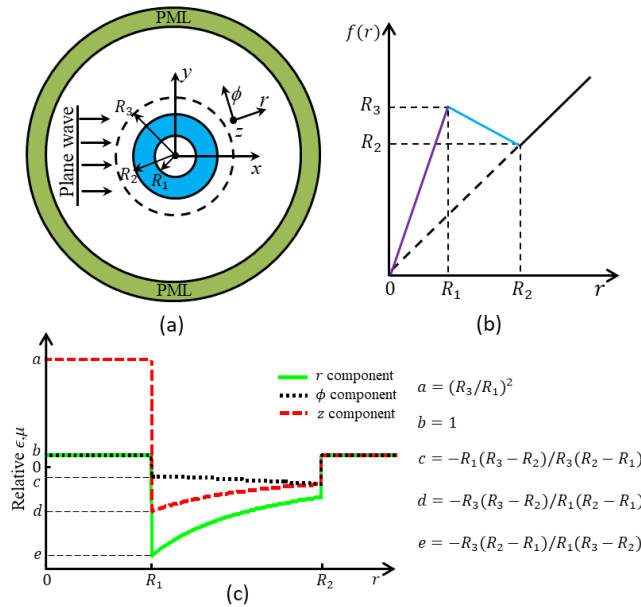 PML
y
ϕ
r
z
R₃
R₂
R₁
x
Plane wave
PML
(a)
f(r)
R₃
R₂
0
R₁
R₂
r
(b)
Relative ϵ,μ
a
b
0
c
d
e
0
R₁
R₂
r
r component
ϕ component
z component
(c)
a = (R₃/R₁)²
b = 1
c = −R₁(R₃ − R₂)/R₃(R₂ − R₁)
d = −R₃(R₃ − R₂)/R₁(R₂ − R₁)
e = −R₃(R₂ − R₁)/R₁(R₃ − R₂)